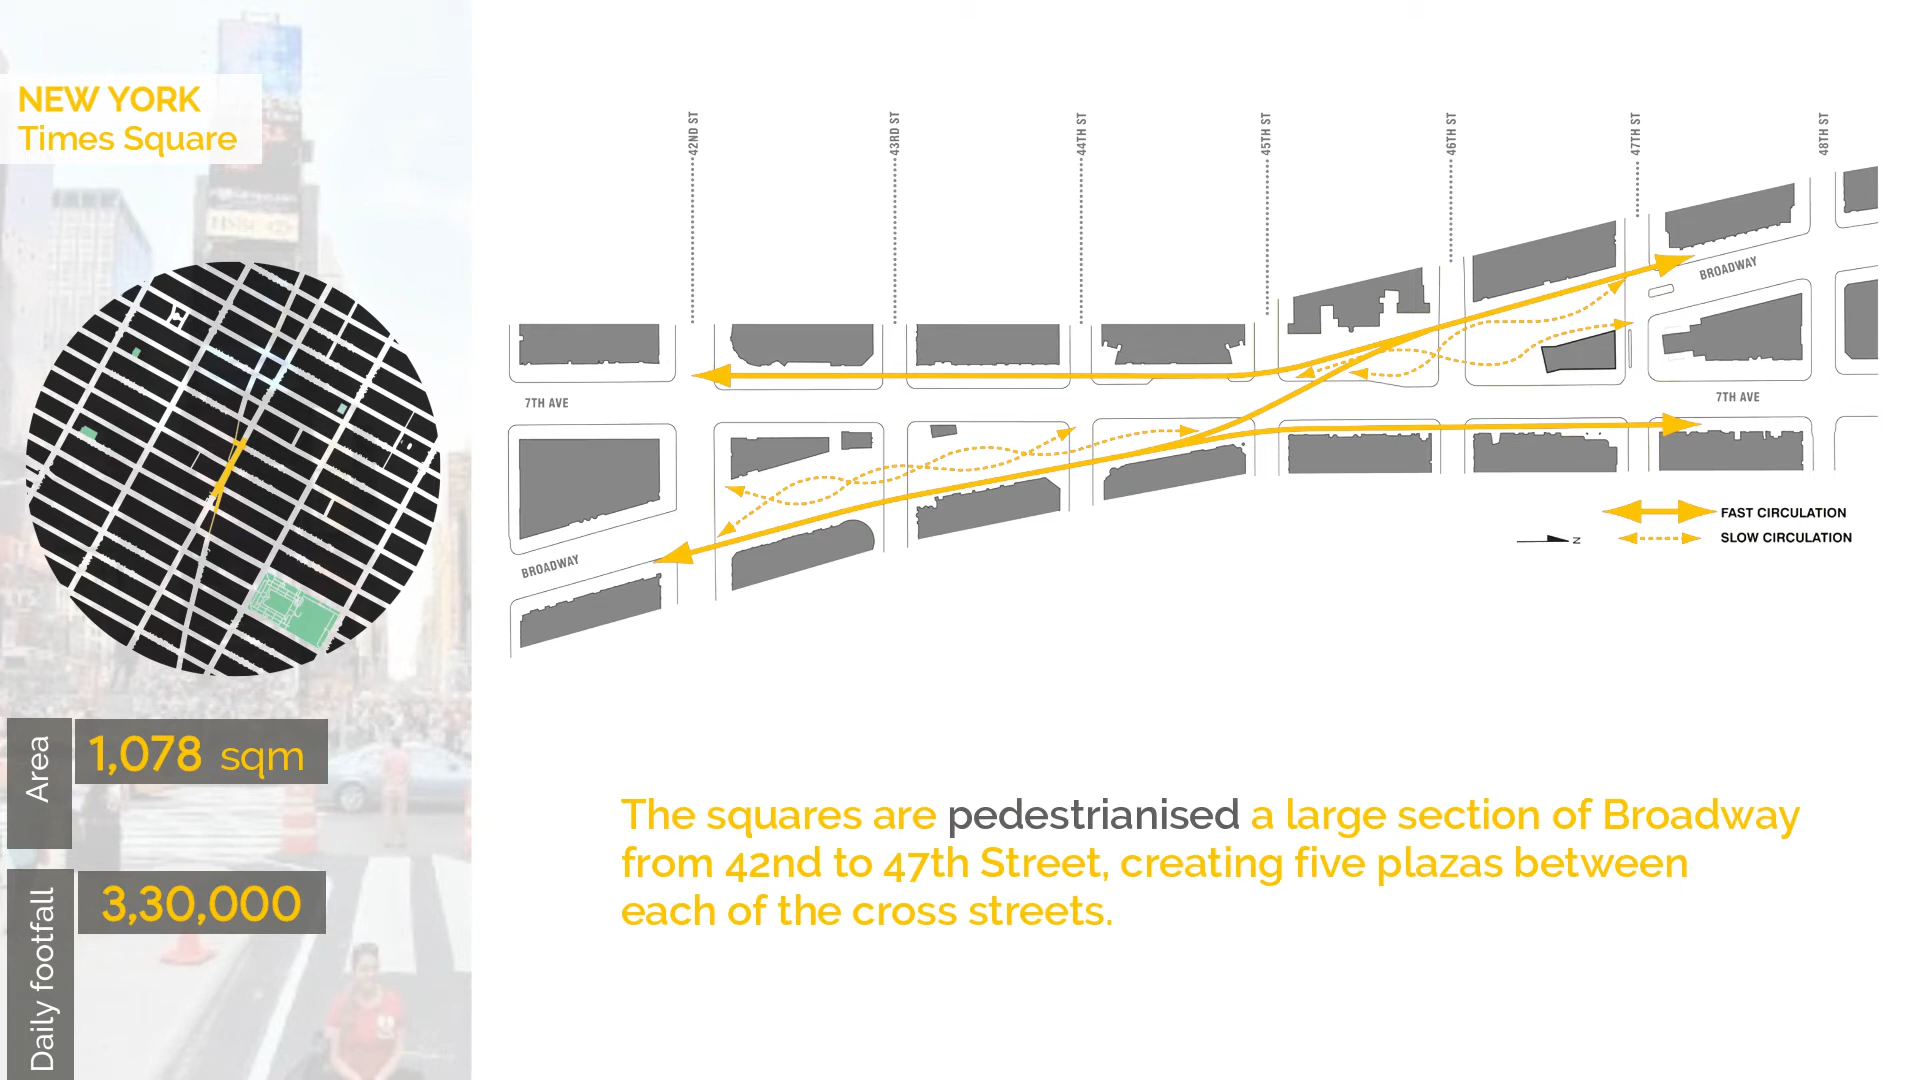 NEW YORK
Times Square
42ND ST
43RD ST
44TH ST
45TH ST
46TH ST
47TH ST
48TH ST
BROADWAY
7TH AVE
7TH AVE
BROADWAY
FAST CIRCULATION
N
SLOW CIRCULATION
Area
1,078 sqm
Daily footfall
3,30,000
The squares are pedestrianised a large section of Broadway
from 42nd to 47th Street, creating five plazas between
each of the cross streets.